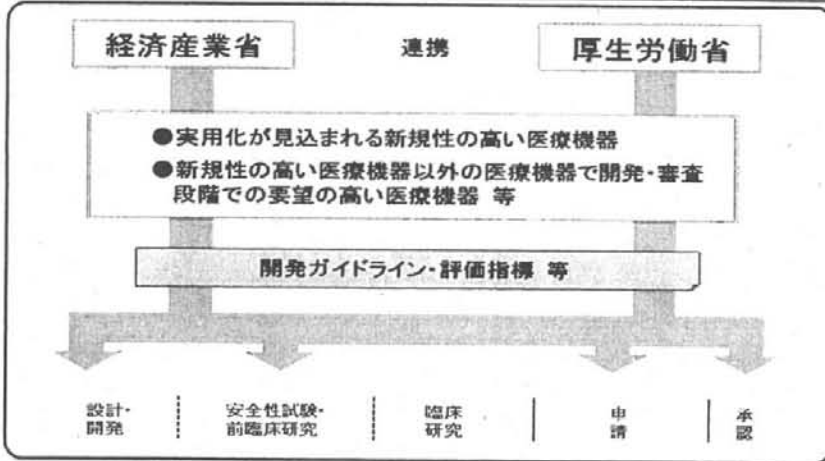 経済産業省
連携
厚生労働省
●実用化が見込まれる新規性の高い医療機器
●新規性の高い医療機器以外の医療機器で開発・審査
段階での要望の高い医療機器 等
開発ガイドライン・評価指標 等
設計・
開発
安全性試験・
前臨床研究
臨床
研究
申
請
承
認